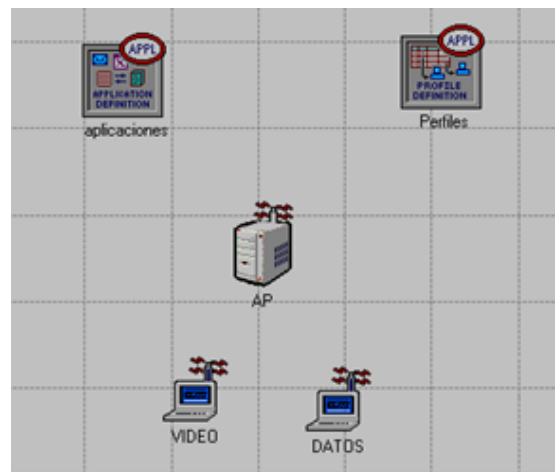 APPL
APPLICATION
DEFINITION
aplicaciones
APPL
PROFILE
DEFINITION
Perfiles
AP
VIDEO
DATOS